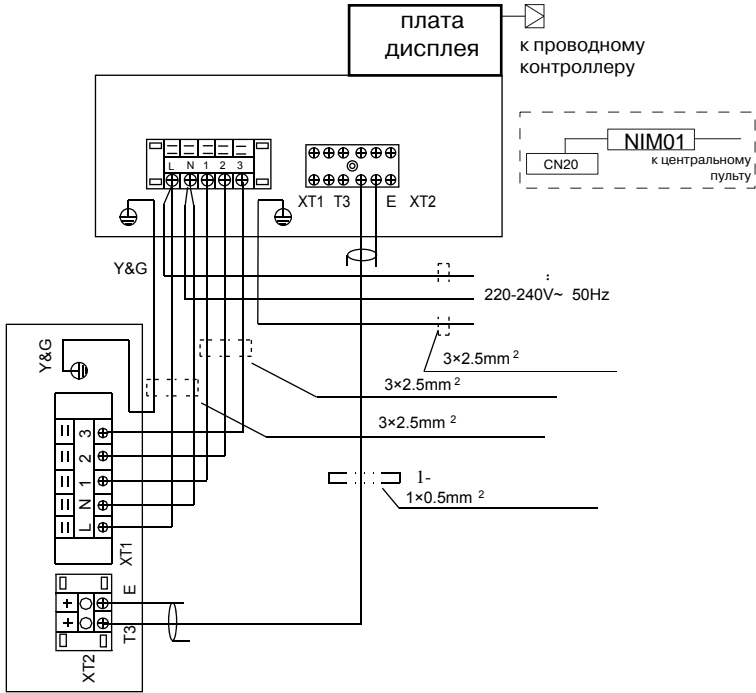 плата
дисплея
к проводному
контроллеру
NIM01
CN20
к центральному
пульту
L N 1 2 3
XT1 T3 E XT2
Y&G
:
220-240V~ 50Hz
Y&G
3×2.5mm 2
3×2.5mm 2
3×2.5mm 2
3
2
1
N
L
XT1
1-
1×0.5mm 2
E
T3
XT2